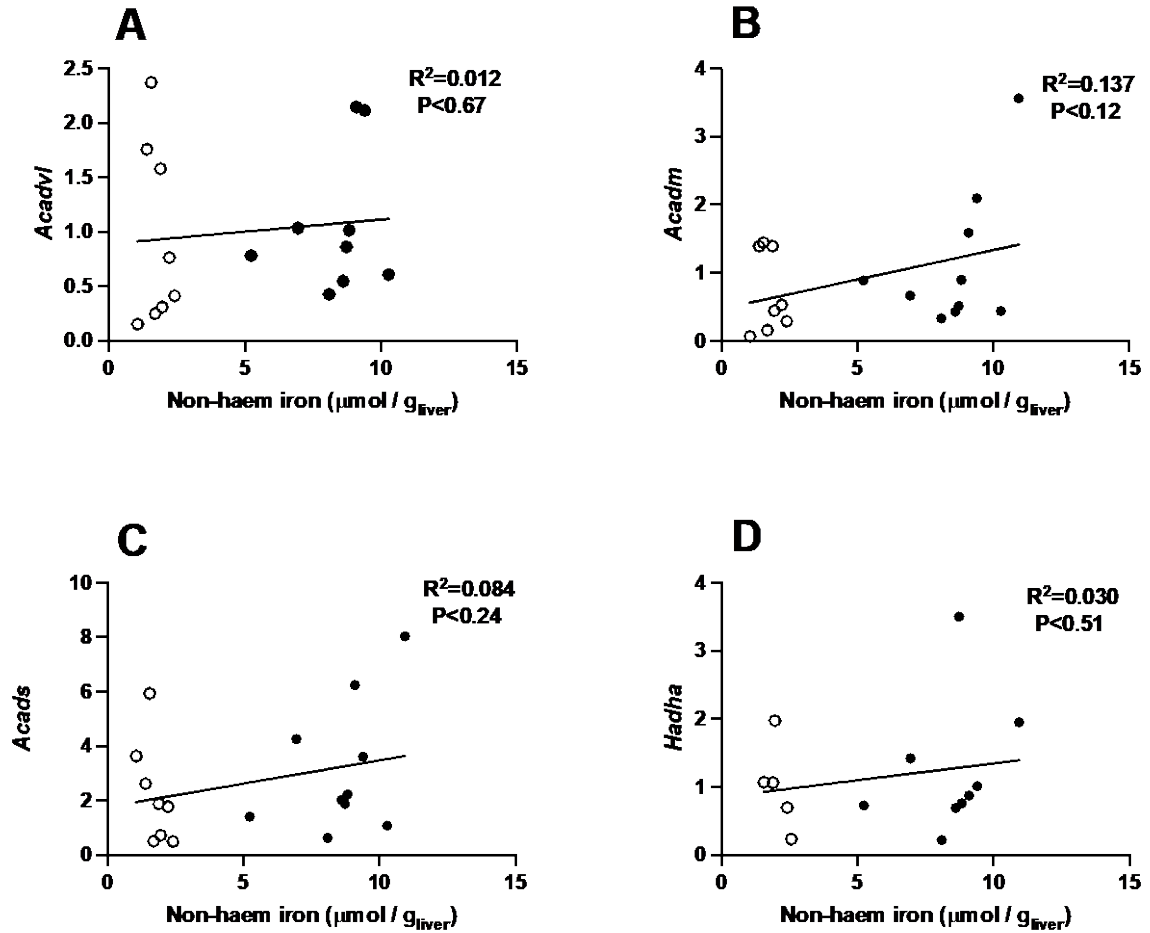 A
R²=0.012
P<0.67
Acadvl
2.5
2.0
1.5
1.0
0.5
0.0
0 5 10 15
Non-haem iron (μmol / g liver)
B
R²=0.137
P<0.12
Acadm
4
3
2
1
0
0 5 10 15
Non-haem iron (μmol / g liver)
C
R²=0.084
P<0.24
Acads
10
8
6
4
2
0
0 5 10 15
Non-haem iron (μmol / g liver)
D
R²=0.030
P<0.51
Hadha
4
3
2
1
0
0 5 10 15
Non-haem iron (μmol / g liver)